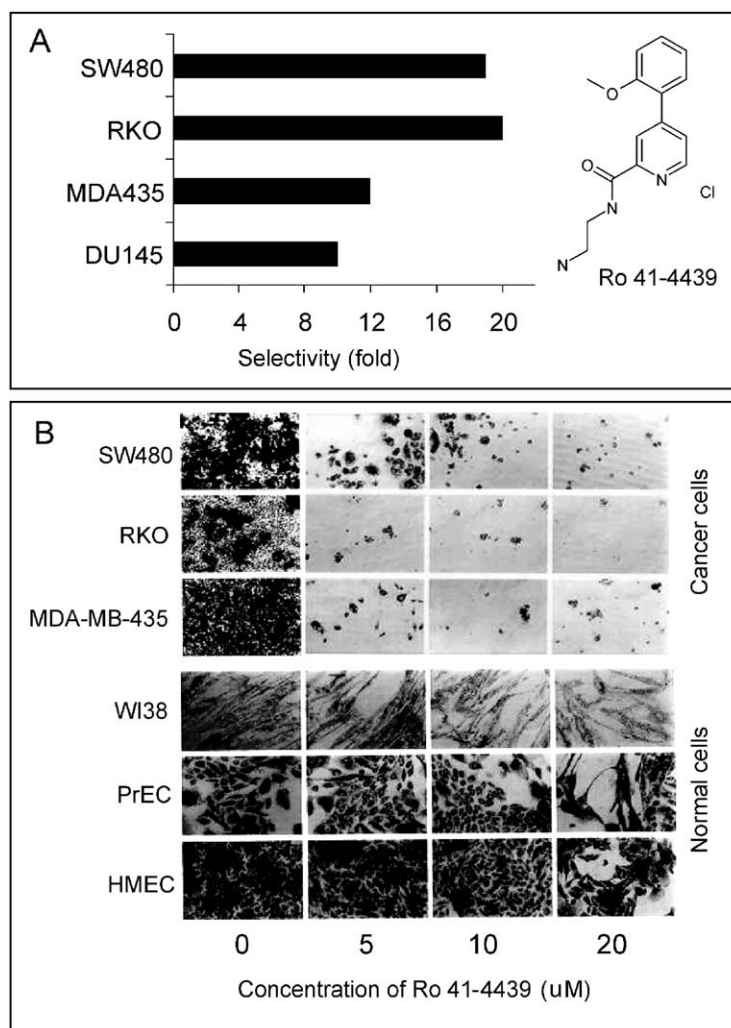 A
SW480
RKO
MDA435
DU145
0 4 8 12 16 20
Selectivity (fold)
O
O
N
N
Cl
N
Ro 41-4439
B
SW480
RKO
MDA-MB-435
Cancer cells
WI38
PrEC
HMEC
Normal cells
0 5 10 20
Concentration of Ro 41-4439 (uM)